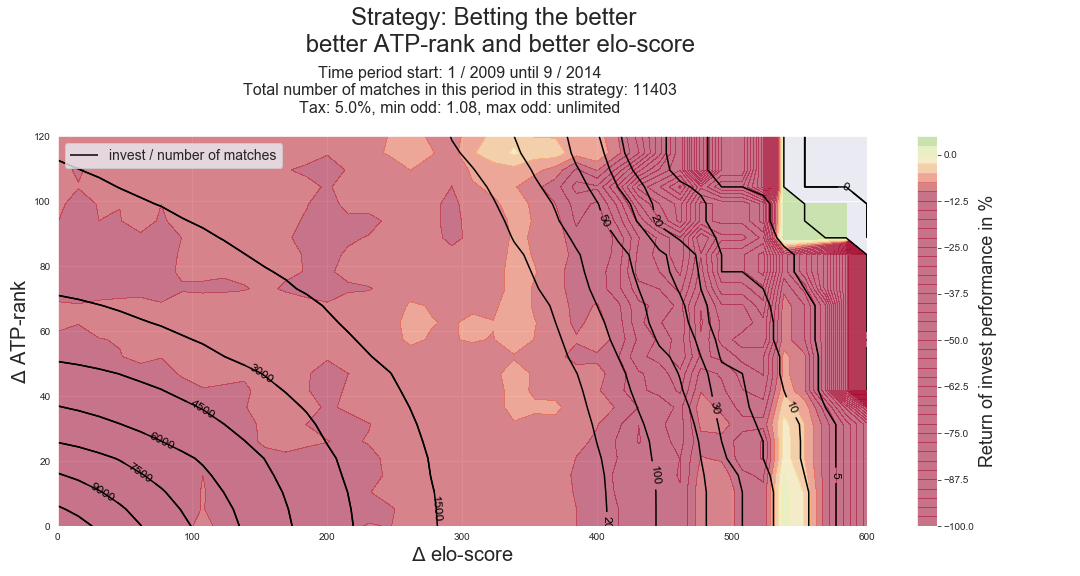 Strategy: Betting the better
better ATP-rank and better elo-score
Time period start: 1 / 2009 until 9 / 2014
Total number of matches in this period in this strategy: 11403
Tax: 5.0%, min odd: 1.08, max odd: unlimited
invest / number of matches
Δ ATP-rank
120
100
80
60
40
20
0
0 100 200 300 400 500 600
Δ elo-score
9000
7500
6000
4500
3000
1500
100
50
30
20
10
5
0
0.0
−12.5
−25.0
−37.5
−50.0
−62.5
−75.0
−87.5
−100.0
Return of invest performance in %